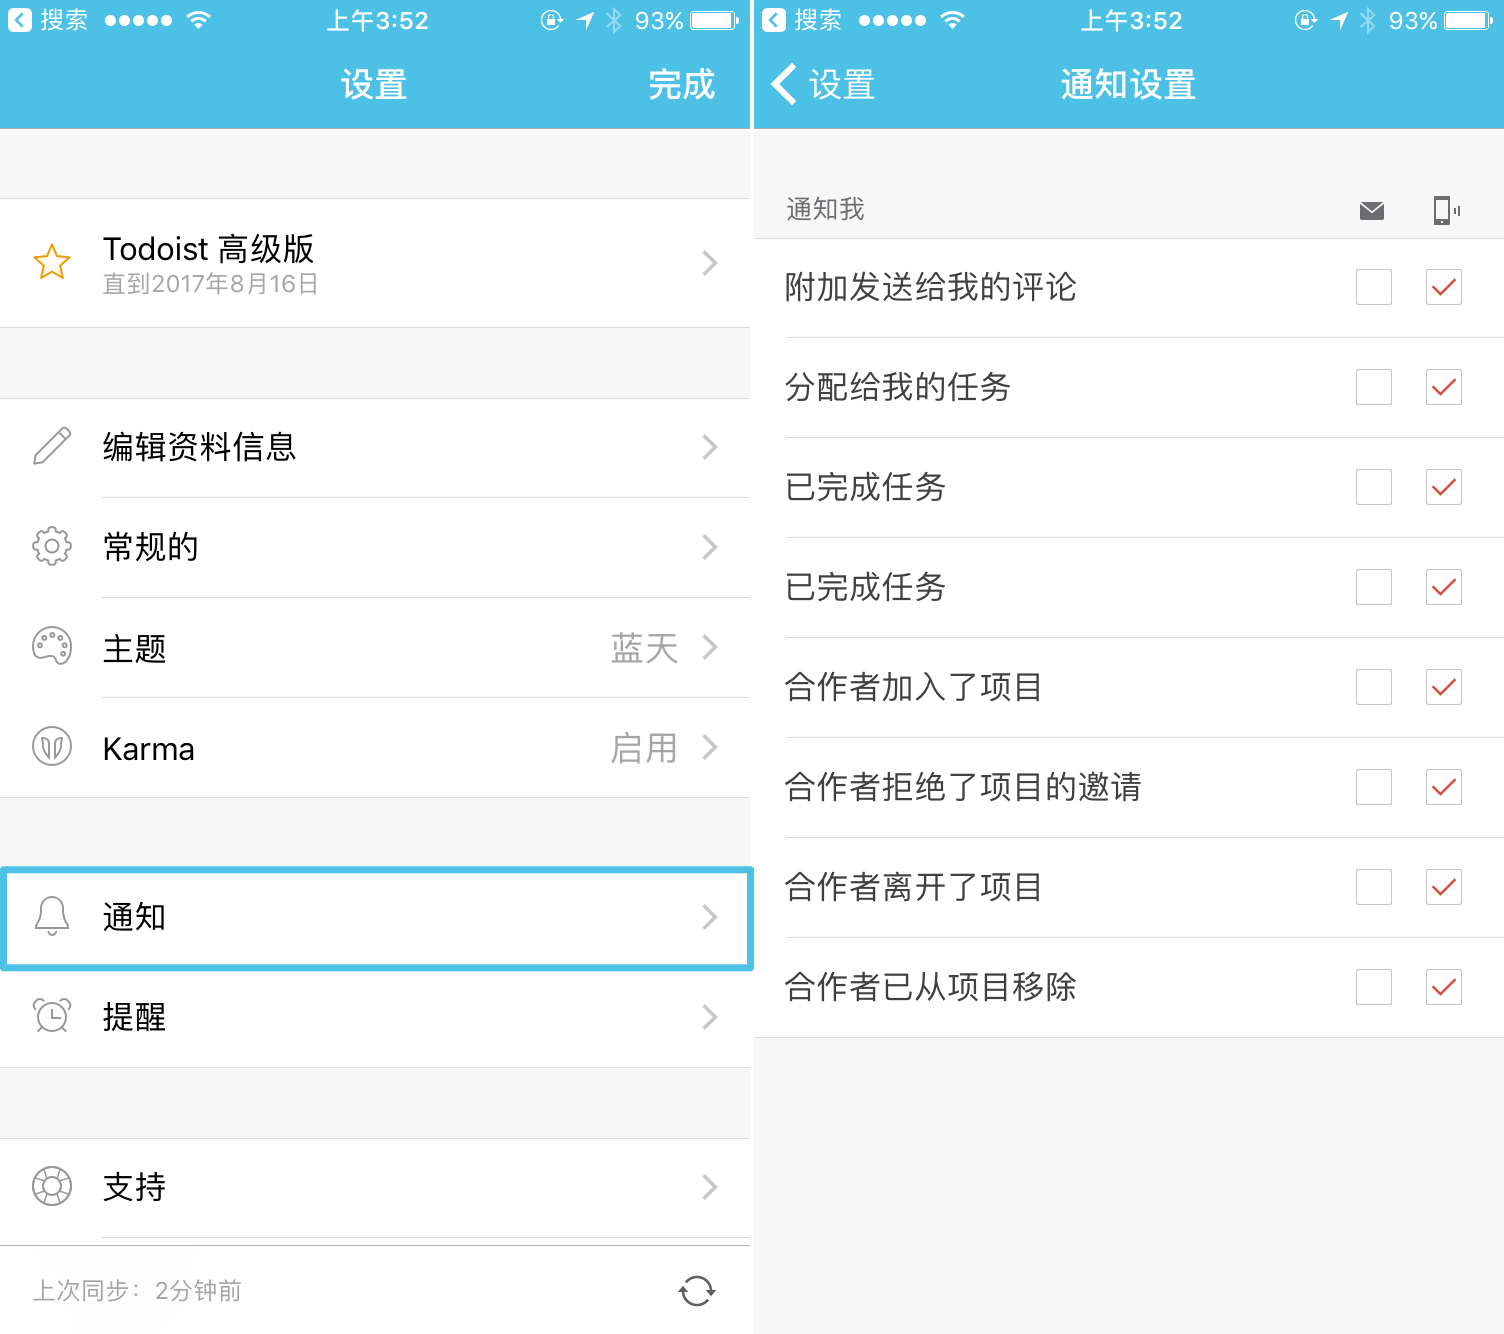 搜索
上午3:52
93%
设置
完成
Todoist 高级版
直到2017年8月16日
编辑资料信息
常规的
主题
蓝天
Karma
启用
通知
提醒
支持
上次同步：2分钟前
搜索
上午3:52
93%
设置
通知设置
通知我
附加发送给我的评论
分配给我的任务
已完成任务
已完成任务
合作者加入了项目
合作者拒绝了项目的邀请
合作者离开了项目
合作者已从项目移除